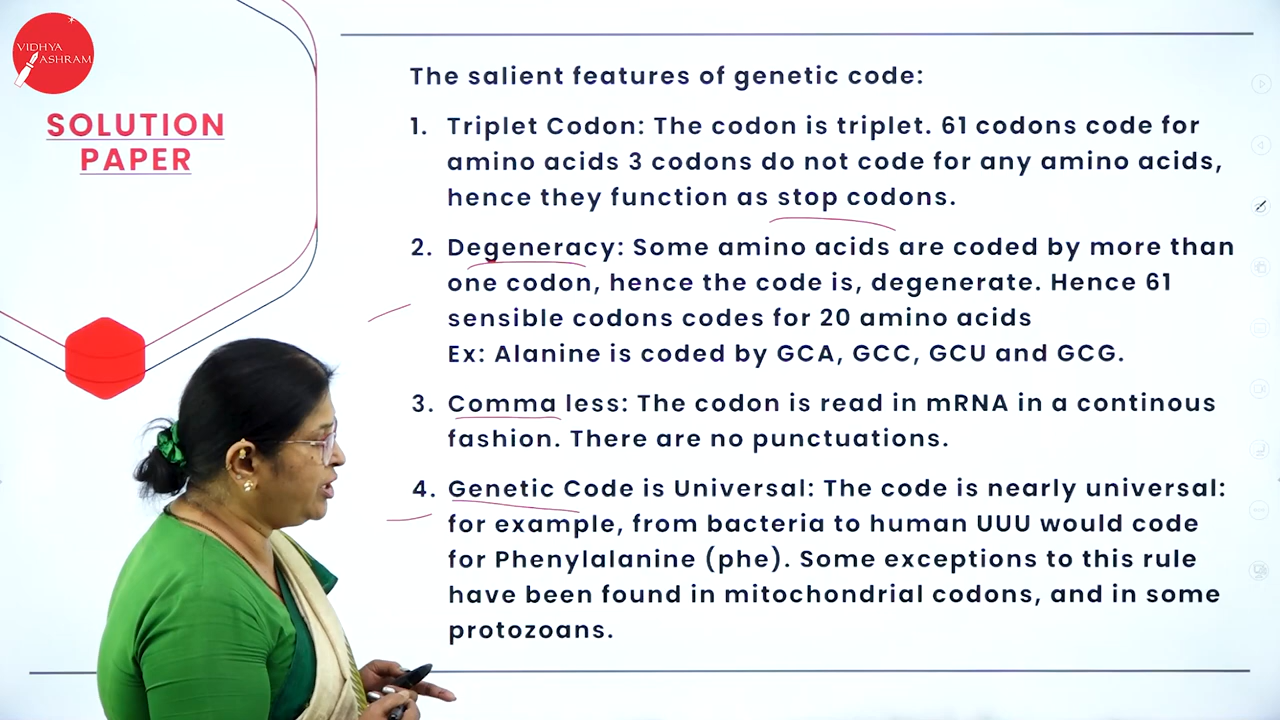 VIDHYA
ASHRAM
SOLUTION
PAPER
The salient features of genetic code:
1. Triplet Codon: The codon is triplet. 61 codons code for
amino acids 3 codons do not code for any amino acids,
hence they function as stop codons.
2. Degeneracy: Some amino acids are coded by more than
one codon, hence the code is, degenerate. Hence 61
sensible codons codes for 20 amino acids
Ex: Alanine is coded by GCA, GCC, GCU and GCG.
3. Comma less: The codon is read in mRNA in a continous
fashion. There are no punctuations.
4. Genetic Code is Universal: The code is nearly universal:
for example, from bacteria to human UUU would code
for Phenylalanine (phe). Some exceptions to this rule
have been found in mitochondrial codons, and in some
protozoans.